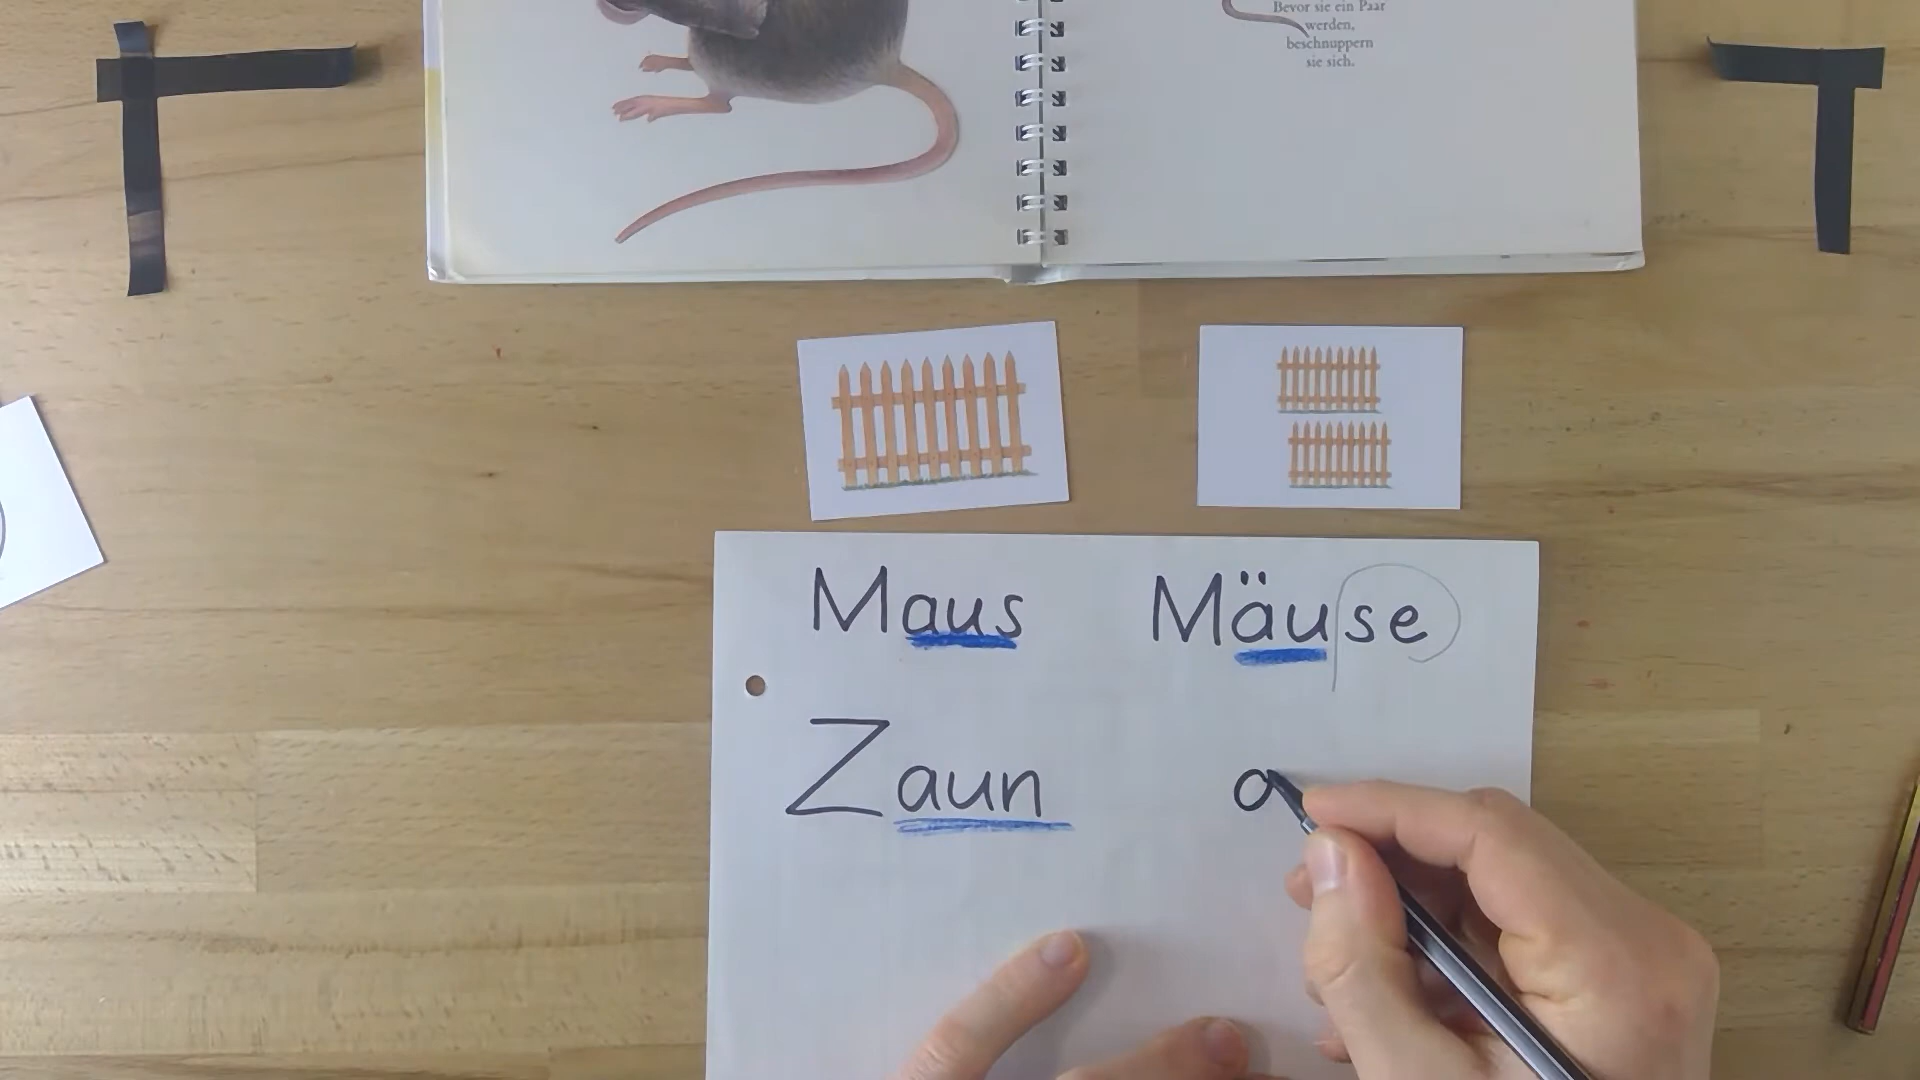 Bevor sie ein Paar
werden,
beschnuppern
sie sich.
Maus Mäuse
Zaun a